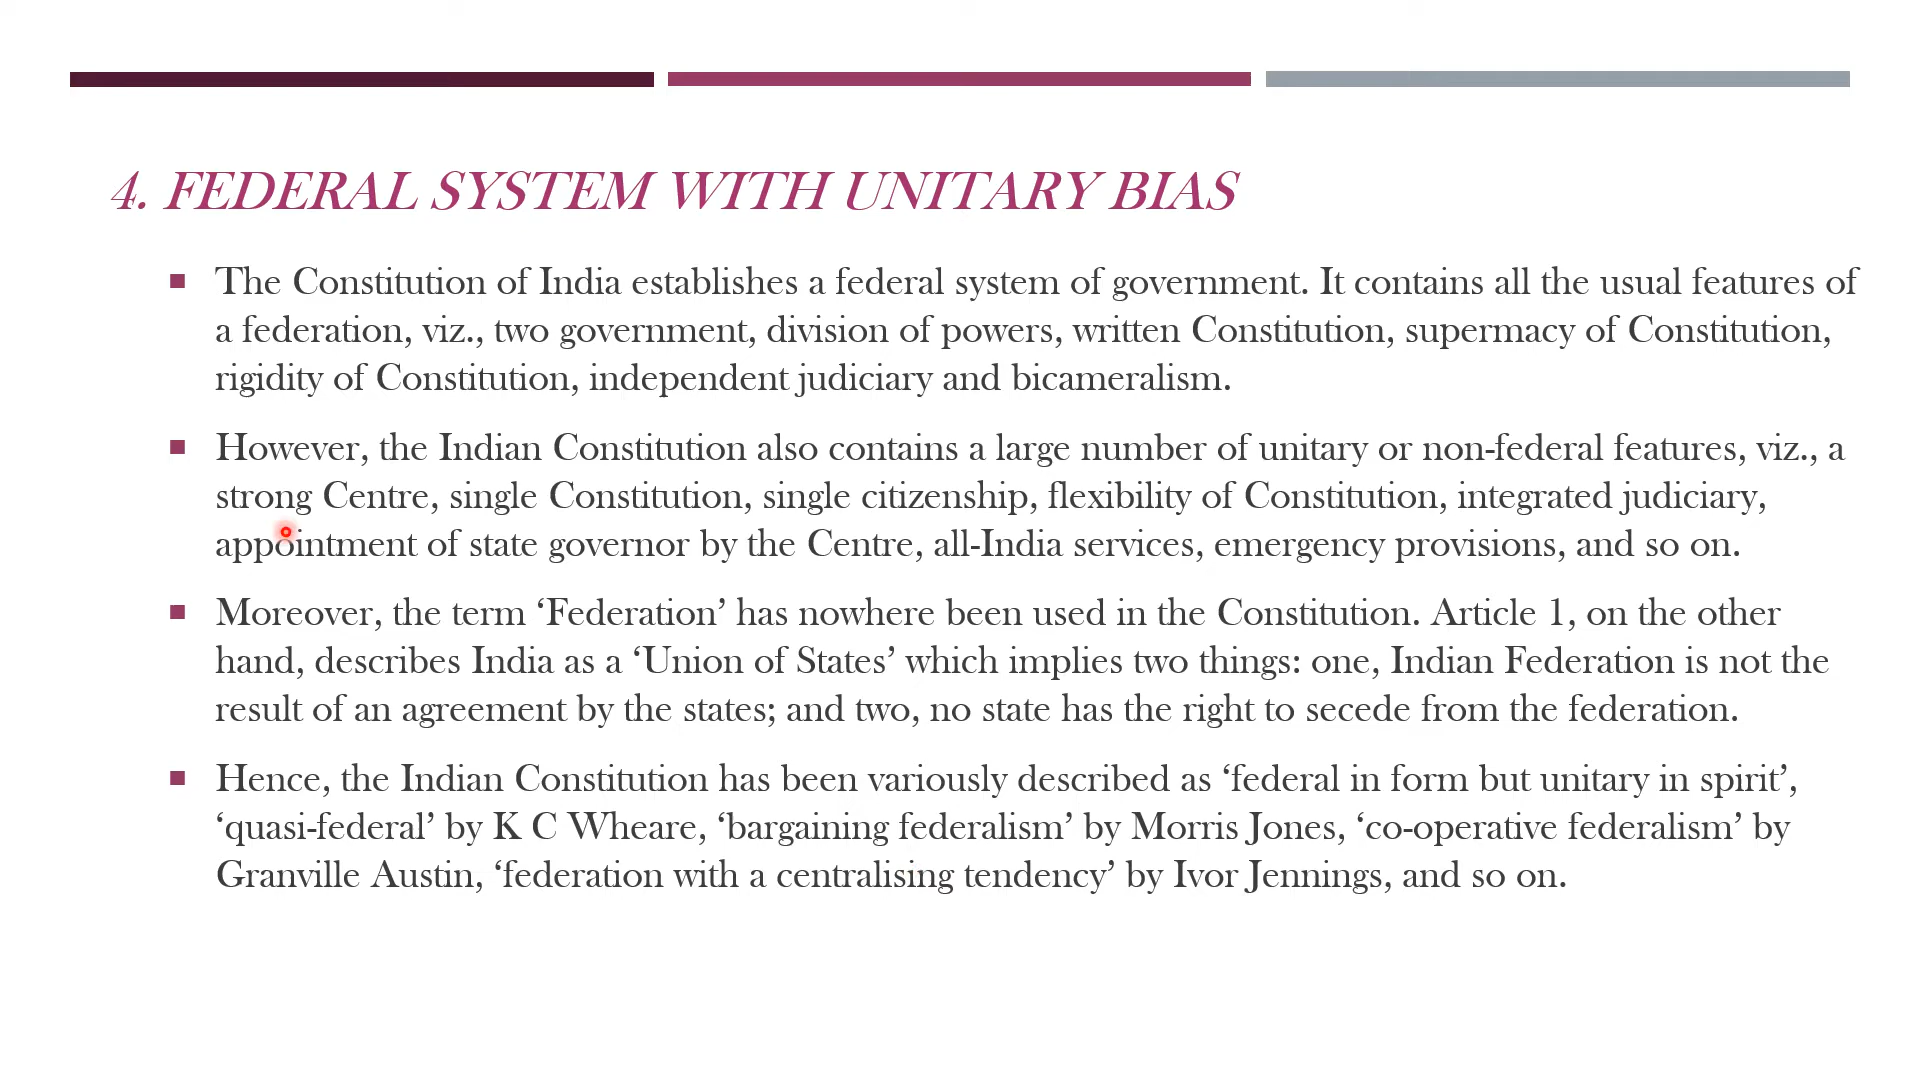 4. FEDERAL SYSTEM WITH UNITARY BIAS
The Constitution of India establishes a federal system of government. It contains all the usual features of
a federation, viz., two government, division of powers, written Constitution, supermacy of Constitution,
rigidity of Constitution, independent judiciary and bicameralism.
However, the Indian Constitution also contains a large number of unitary or non-federal features, viz., a
strong Centre, single Constitution, single citizenship, flexibility of Constitution, integrated judiciary,
appointment of state governor by the Centre, all-India services, emergency provisions, and so on.
Moreover, the term ‘Federation’ has nowhere been used in the Constitution. Article 1, on the other
hand, describes India as a ‘Union of States’ which implies two things: one, Indian Federation is not the
result of an agreement by the states; and two, no state has the right to secede from the federation.
Hence, the Indian Constitution has been variously described as ‘federal in form but unitary in spirit’,
‘quasi-federal’ by K C Wheare, ‘bargaining federalism’ by Morris Jones, ‘co-operative federalism’ by
Granville Austin, ‘federation with a centralising tendency’ by Ivor Jennings, and so on.